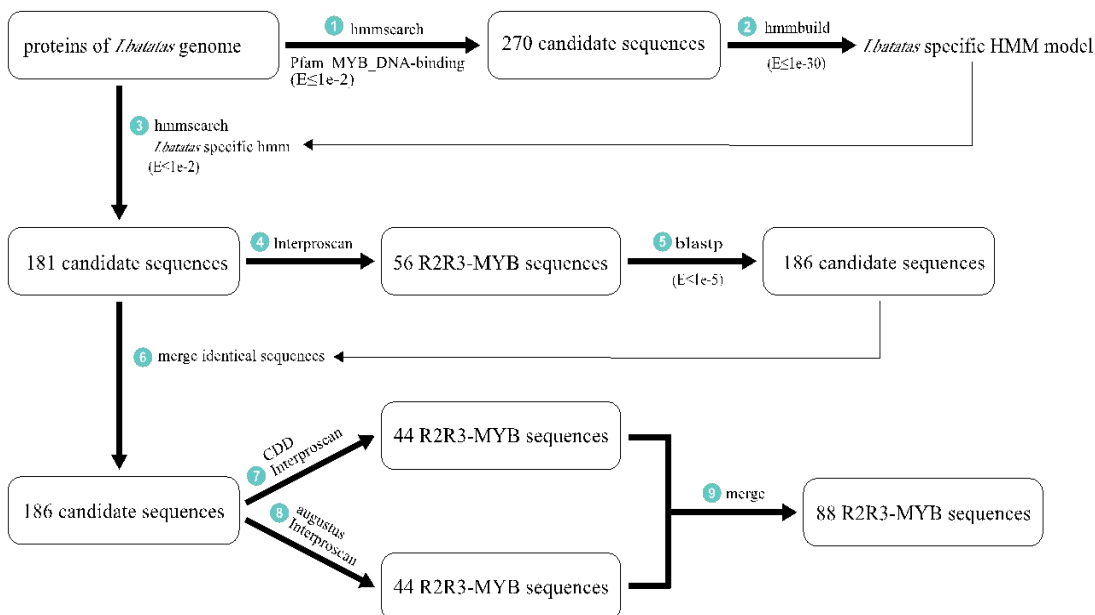 proteins of I.batatas genome
1 hmmsearch
Pfam MYB_DNA-binding
(E≤1e-2)
270 candidate sequences
2 hmmbuild
(E≤1e-30)
I.batatas specific HMM model
3 hmmsearch
I.batatas specific hmm
(E<1e-2)
181 candidate sequences
4 Interproscan
56 R2R3-MYB sequences
5 blastp
(E<1e-5)
186 candidate sequences
6 merge identical sequences
186 candidate sequences
7 CDD
Interproscan
44 R2R3-MYB sequences
8 augustus
Interproscan
44 R2R3-MYB sequences
9 merge
88 R2R3-MYB sequences